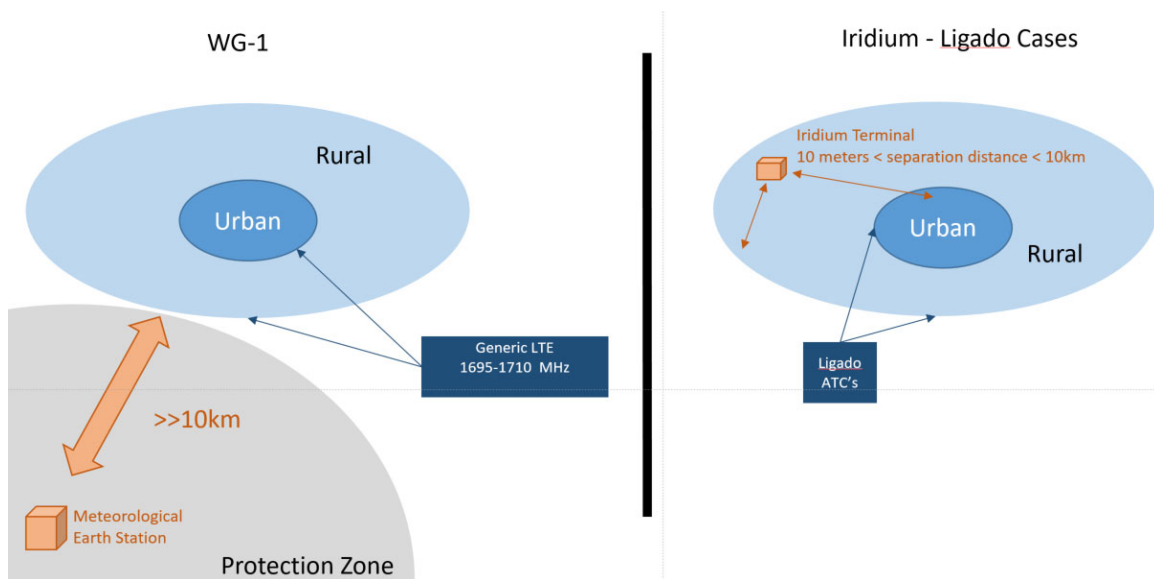 WG-1
Rural
Urban
Generic LTE
1695-1710 MHz
>>10km
Meteorological
Earth Station
Protection Zone
Iridium - Ligado Cases
Iridium Terminal
10 meters < separation distance < 10km
Urban
Rural
Ligado
ATC's